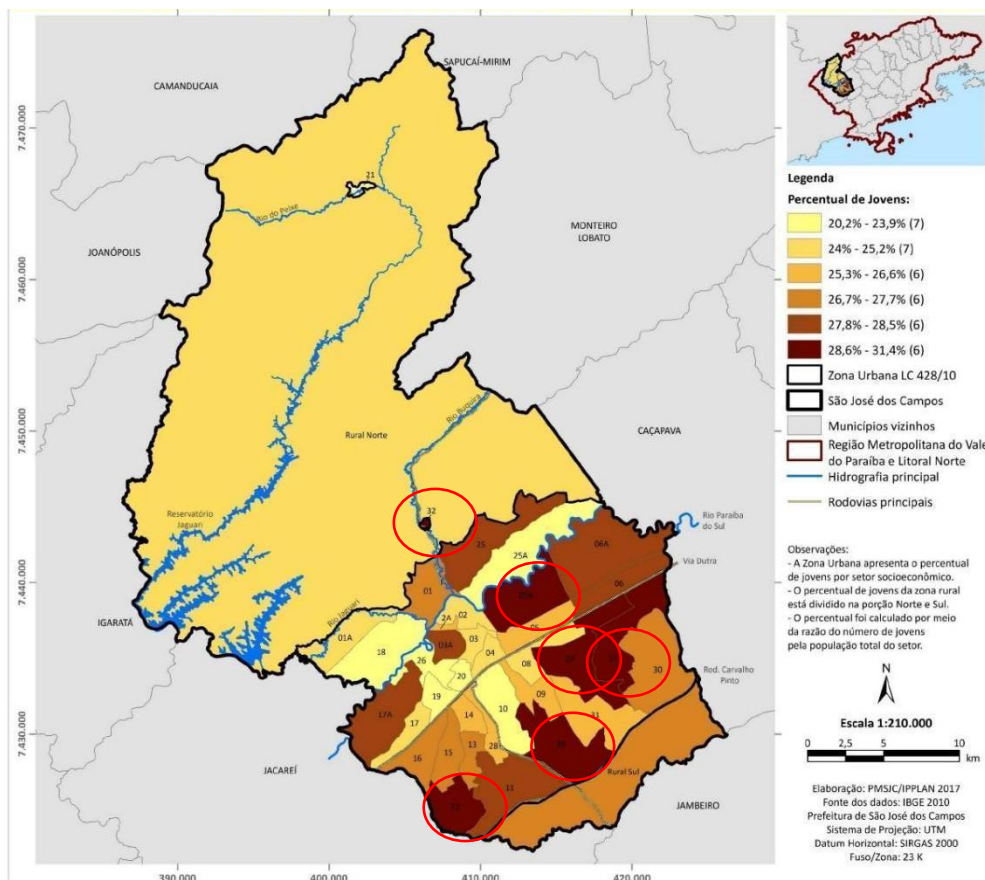 SAPUCAÍ-MIRIM
CAMANDUCAIA
7.470.000
21
Rio do Peixe
JOANÓPOLIS
MONTEIRO
LOBATO
7.460.000
7.450.000
Rio Buquira
Rural Norte
CAÇAPAVA
32
Reservatório
Jaguari
Rio Paraíba
do Sul
25
25A
06A
Via Dutra
7.440.000
06
01
IGARATÁ
Rio Jaguari
2A
02
05
01A
03A
03
18
04
26
08
30
20
Rod. Carvalho
Pinto
19
09
17A
10
17
14
31
7.430.000
13
28
15
16
JACAREÍ
11
Rural Sul
JAMBEIRO
390.000
400.000
410.000
420.000
Legenda
Percentual de Jovens:
20,2% - 23,9% (7)
24% - 25,2% (7)
25,3% - 26,6% (6)
26,7% - 27,7% (6)
27,8% - 28,5% (6)
28,6% - 31,4% (6)
Zona Urbana LC 428/10
São José dos Campos
Municípios vizinhos
Região Metropolitana do Vale
do Paraíba e Litoral Norte
Hidrografia principal
Rodovias principais
Observações:
- A Zona Urbana apresenta o percentual
de jovens por setor socioeconômico.
- O percentual de jovens da zona rural
está dividido na porção Norte e Sul.
- O percentual foi calculado por meio
da razão do número de jovens
pela população total do setor.
N
Escala 1:210.000
0 2,5 5 10
km
Elaboração: PMSJC/IPPLAN 2017
Fonte dos dados: IBGE 2010
Prefeitura de São José dos Campos
Sistema de Projeção: UTM
Datum Horizontal: SIRGAS 2000
Fuso/Zona: 23 K